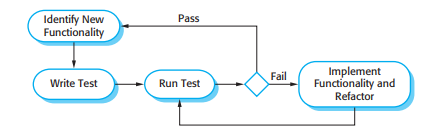 Identify New
Functionality
Pass
Write Test
Run Test
Fail
Implement
Functionality and
Refactor